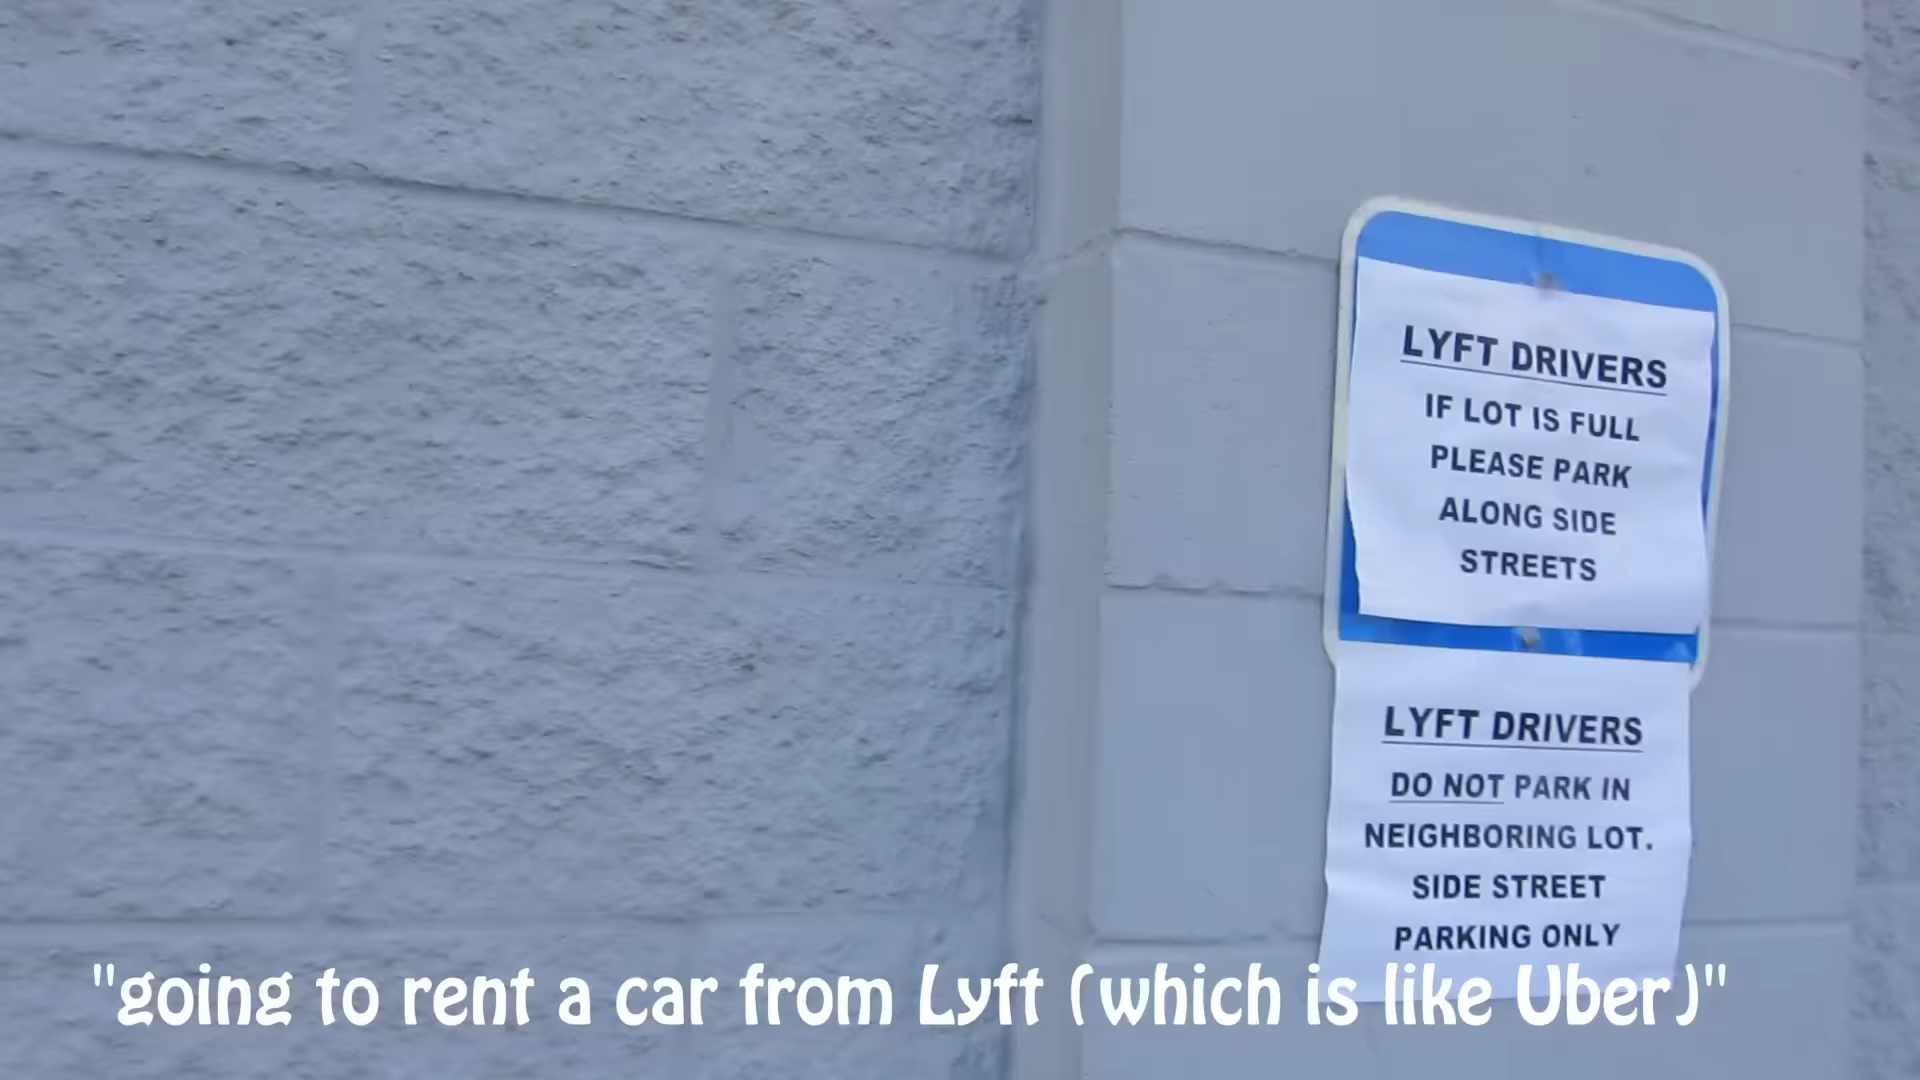 LYFT DRIVERS
IF LOT IS FULL
PLEASE PARK
ALONG SIDE
STREETS
LYFT DRIVERS
DO NOT PARK IN
NEIGHBORING LOT.
SIDE STREET
PARKING ONLY
"going to rent a car from Lyft (which is like Uber)"